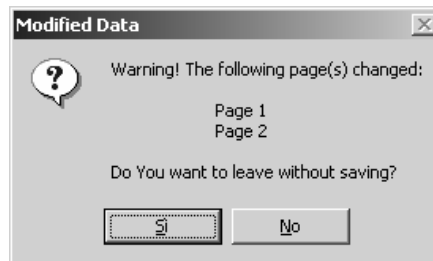 Modified Data
Warning! The following page(s) changed:
Page 1
Page 2
Do You want to leave without saving?
Sì
No